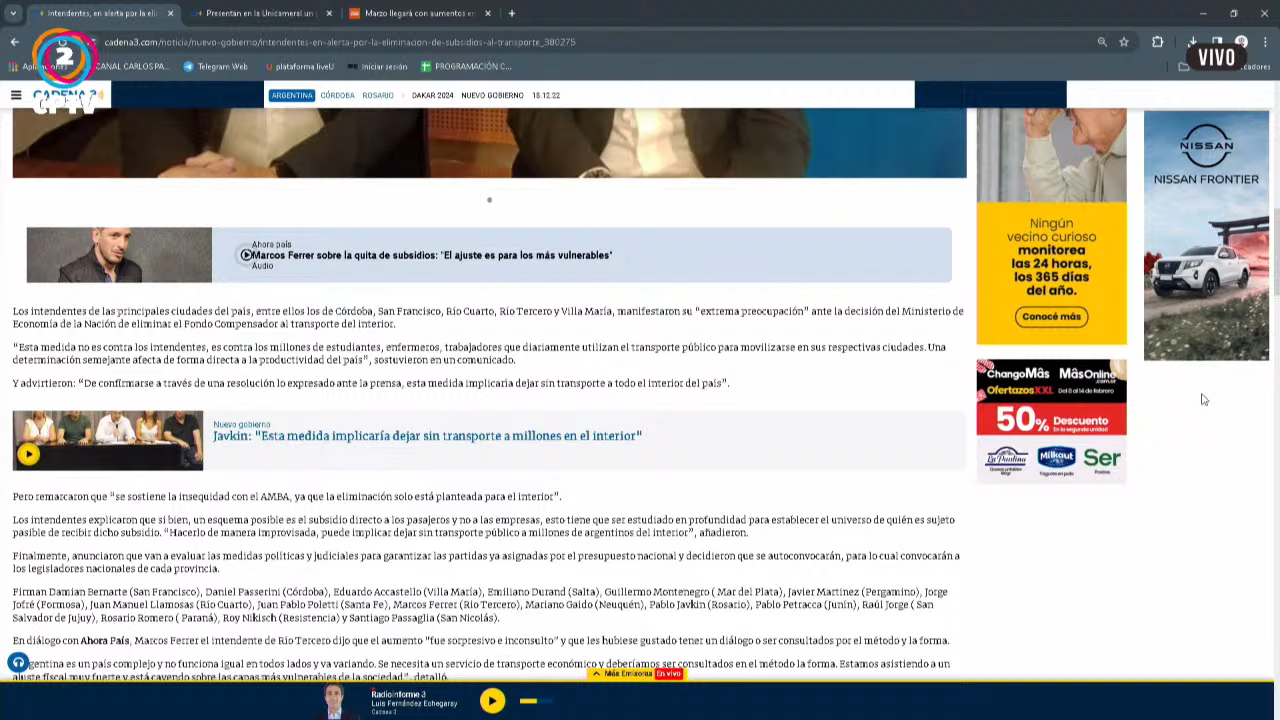 Intendentes, en alerta por la eli
Presentan en la Unicameral un
Marzo llegará con aumentos en
cadena3.com/noticia/nuevo-gobierno/intendentes-en-alerta-por-la-eliminacion-de-subsidios-al-transporte_380275
CANAL CARLOS PA...
Telegram Web
plataforma liveU
Iniciar sesión
PROGRAMACIÓN C...
2
CPTV
VIVO
CADENA 3
ARGENTINA
CÓRDOBA
ROSARIO
DAKAR 2024
NUEVO GOBIERNO
18.12.22
Ahora país
Marcos Ferrer sobre la quita de subsidios: "El ajuste es para los más vulnerables"
Audio
Los intendentes de las principales ciudades del país, entre ellos los de Córdoba, San Francisco, Río Cuarto, Río Tercero y Villa María, manifestaron su “extrema preocupación” ante la decisión del Ministerio de
Economía de la Nación de eliminar el Fondo Compensador al transporte del interior.
“Esta medida no es contra los intendentes, es contra los millones de estudiantes, enfermeros, trabajadores que diariamente utilizan el transporte público para movilizarse en sus respectivas ciudades. Una
determinación semejante afecta de forma directa a la productividad del país”, sostuvieron en un comunicado.
Y advirtieron: “De confirmarse a través de una resolución lo expresado ante la prensa, esta medida implicaría dejar sin transporte a todo el interior del país”.
Nuevo gobierno
Javkin: "Esta medida implicaría dejar sin transporte a millones en el interior"
Pero remarcaron que “se sostiene la insequidad con el AMBA, ya que la eliminación solo está planteada para el interior”.
Los intendentes explicaron que si bien, un esquema posible es el subsidio directo a los pasajeros y no a las empresas, esto tiene que ser estudiado en profundidad para establecer el universo de quién es sujeto
pasible de recibir dicho subsidio. “Hacerlo de manera improvisada, puede implicar dejar sin transporte público a millones de argentinos del interior”, añadieron.
Finalmente, anunciaron que van a evaluar las medidas políticas y judiciales para garantizar las partidas ya asignadas por el presupuesto nacional y decidieron que se autoconvocarán, para lo cual convocarán a
los legisladores nacionales de cada provincia.
Firman Damian Bernarte (San Francisco), Daniel Passerini (Córdoba), Eduardo Accastello (Villa María), Emiliano Durand (Salta), Guillermo Montenegro ( Mar del Plata), Javier Martinez (Pergamino), Jorge
Jofré (Formosa), Juan Manuel Llamosas (Río Cuarto), Juan Pablo Poletti (Santa Fe), Marcos Ferrer (Río Tercero), Mariano Gaido (Neuquén), Pablo Javkin (Rosario), Pablo Petracca (Junín), Raúl Jorge ( San
Salvador de Jujuy), Rosario Romero ( Paraná), Roy Nikisch (Resistencia) y Santiago Passaglia (San Nicolás).
En diálogo con Ahora País, Marcos Ferrer el intendente de Río Tercero dijo que el aumento “fue sorpresivo e inconsulto” y que les hubiese gustado tener un diálogo o ser consultados por el método y la forma.
gentina es un país complejo y no funciona igual en todos lados y va variando. Se necesita un servicio de transporte económico y deberíamos ser consultados en el método la forma. Estamos asistiendo a un
ajuste fiscal muy fuerte y está cayendo sobre las capas más vulnerables de la sociedad”, detalló.
Ningún
vecino curioso
monitorea
las 24 horas,
los 365 días
del año.
Conocé más
NISSAN
NISSAN FRONTIER
ChangoMâs
MâsOnline
.com.ar
OfertazosXXL
Del 8 al 14 de febrero
50% Descuento
En la segunda unidad
La Paulina
Milkaut
Ser
Más Emisoras
En vivo
Radioinforme 3
Luis Fernández Echegaray
Cadena 3